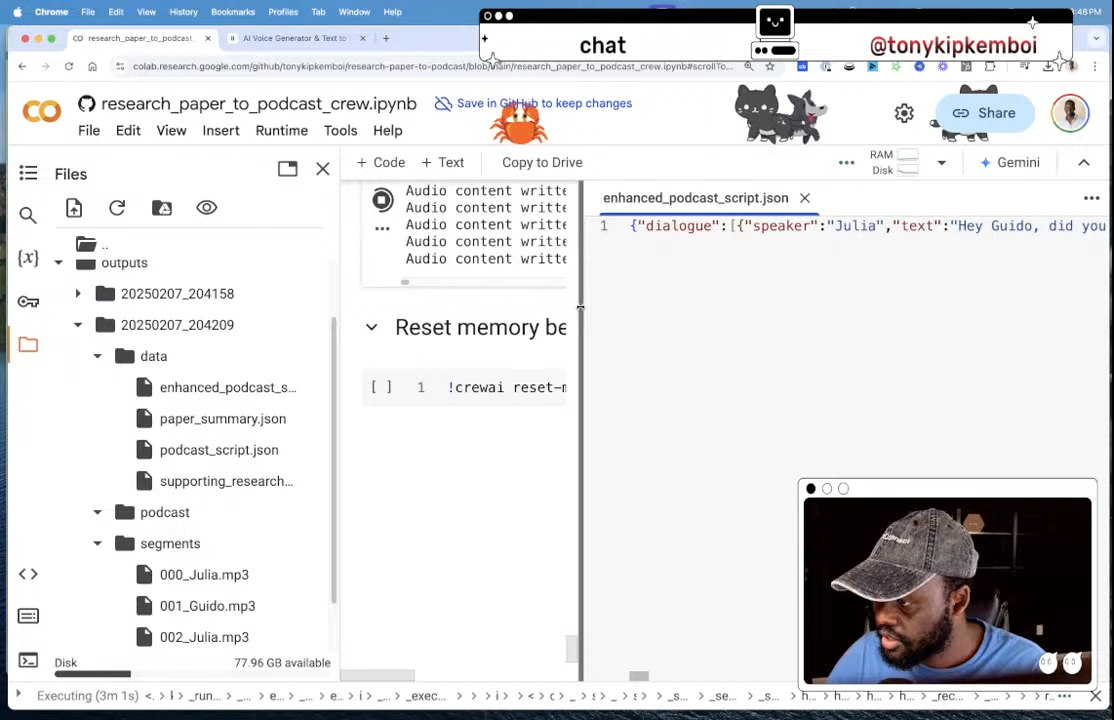 Chrome File Edit View History Bookmarks Profiles Tab Window Help
:46PM
chat
@tonykipkemboi
research_paper_to_podcast_
AI Voice Generator & Text to
colab.research.google.com/github/tonykipkemboi/research-paper-to-podcast/blob/main/research_paper_to_podcast_crew.ipynb#scrollTo...
research_paper_to_podcast_crew.ipynb
Save in GitHub to keep changes
Share
File Edit View Insert Runtime Tools Help
+ Code + Text Copy to Drive
RAM
Disk
Gemini
Files
..
outputs
20250207_204158
20250207_204209
data
enhanced_podcast_s...
paper_summary.json
podcast_script.json
supporting_research...
podcast
segments
000_Julia.mp3
001_Guido.mp3
002_Julia.mp3
Disk
77.96 GB available
Audio content writte
Audio content writte
Audio content writte
Audio content writte
Audio content writte
Reset memory be
[ ] 1 !crewai reset-m
enhanced_podcast_script.json
1 {"dialogue":[{"speaker":"Julia","text":"Hey Guido, did you
Executing (3m 1s) <. > _run... > _... > e... > _... > e... > i... > _exec...